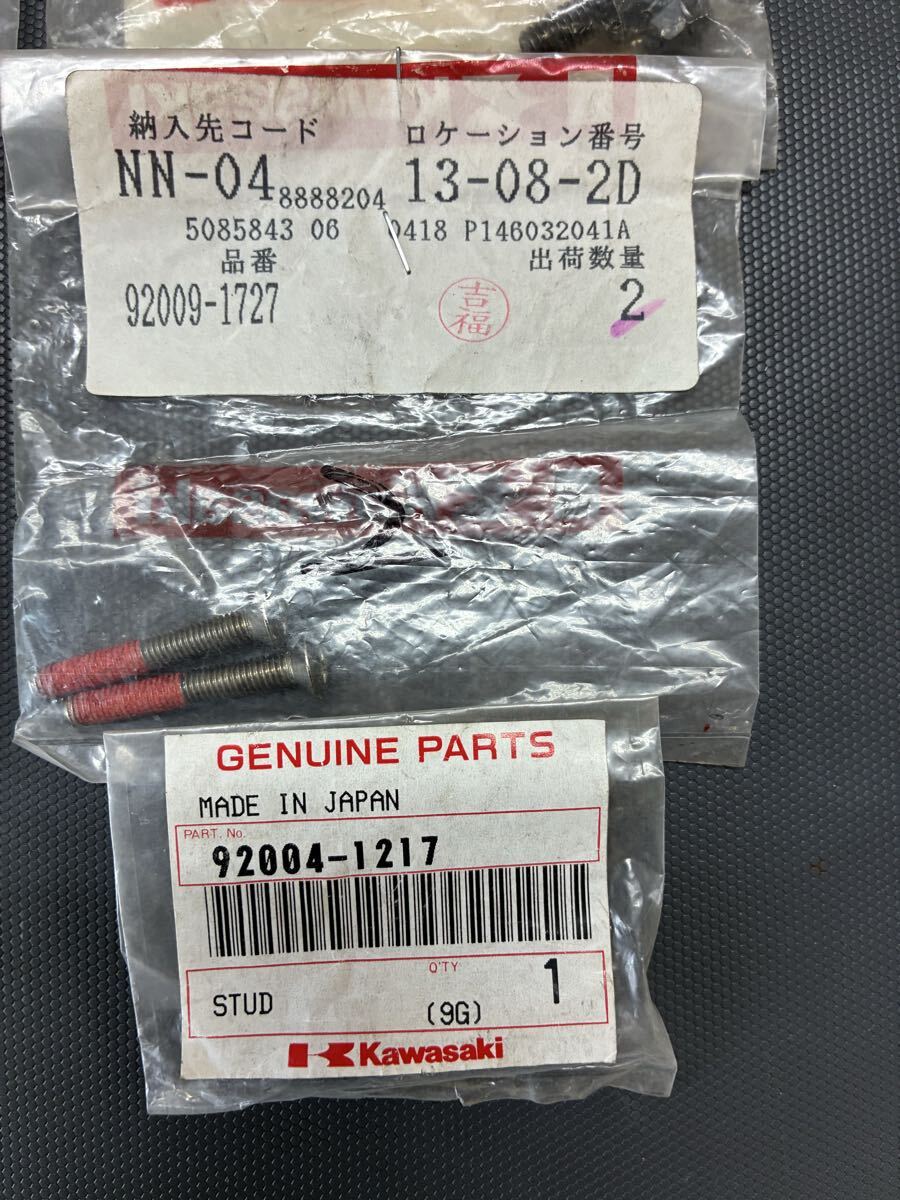 納入先コード ロケーション番号
NN-04 8888204 13-08-2D
5085843 06 0418 P146032041A
品番 出荷数量
92009-1727 吉福 2
GENUINE PARTS
MADE IN JAPAN
PART. No.
92004-1217
Q'TY
STUD (9G) 1
Kawasaki